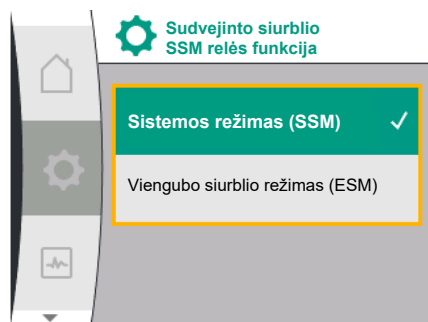 Sudvejinto siurblio
SSM relės funkcija
Sistemos režimas (SSM)
Viengubo siurblio režimas (ESM)